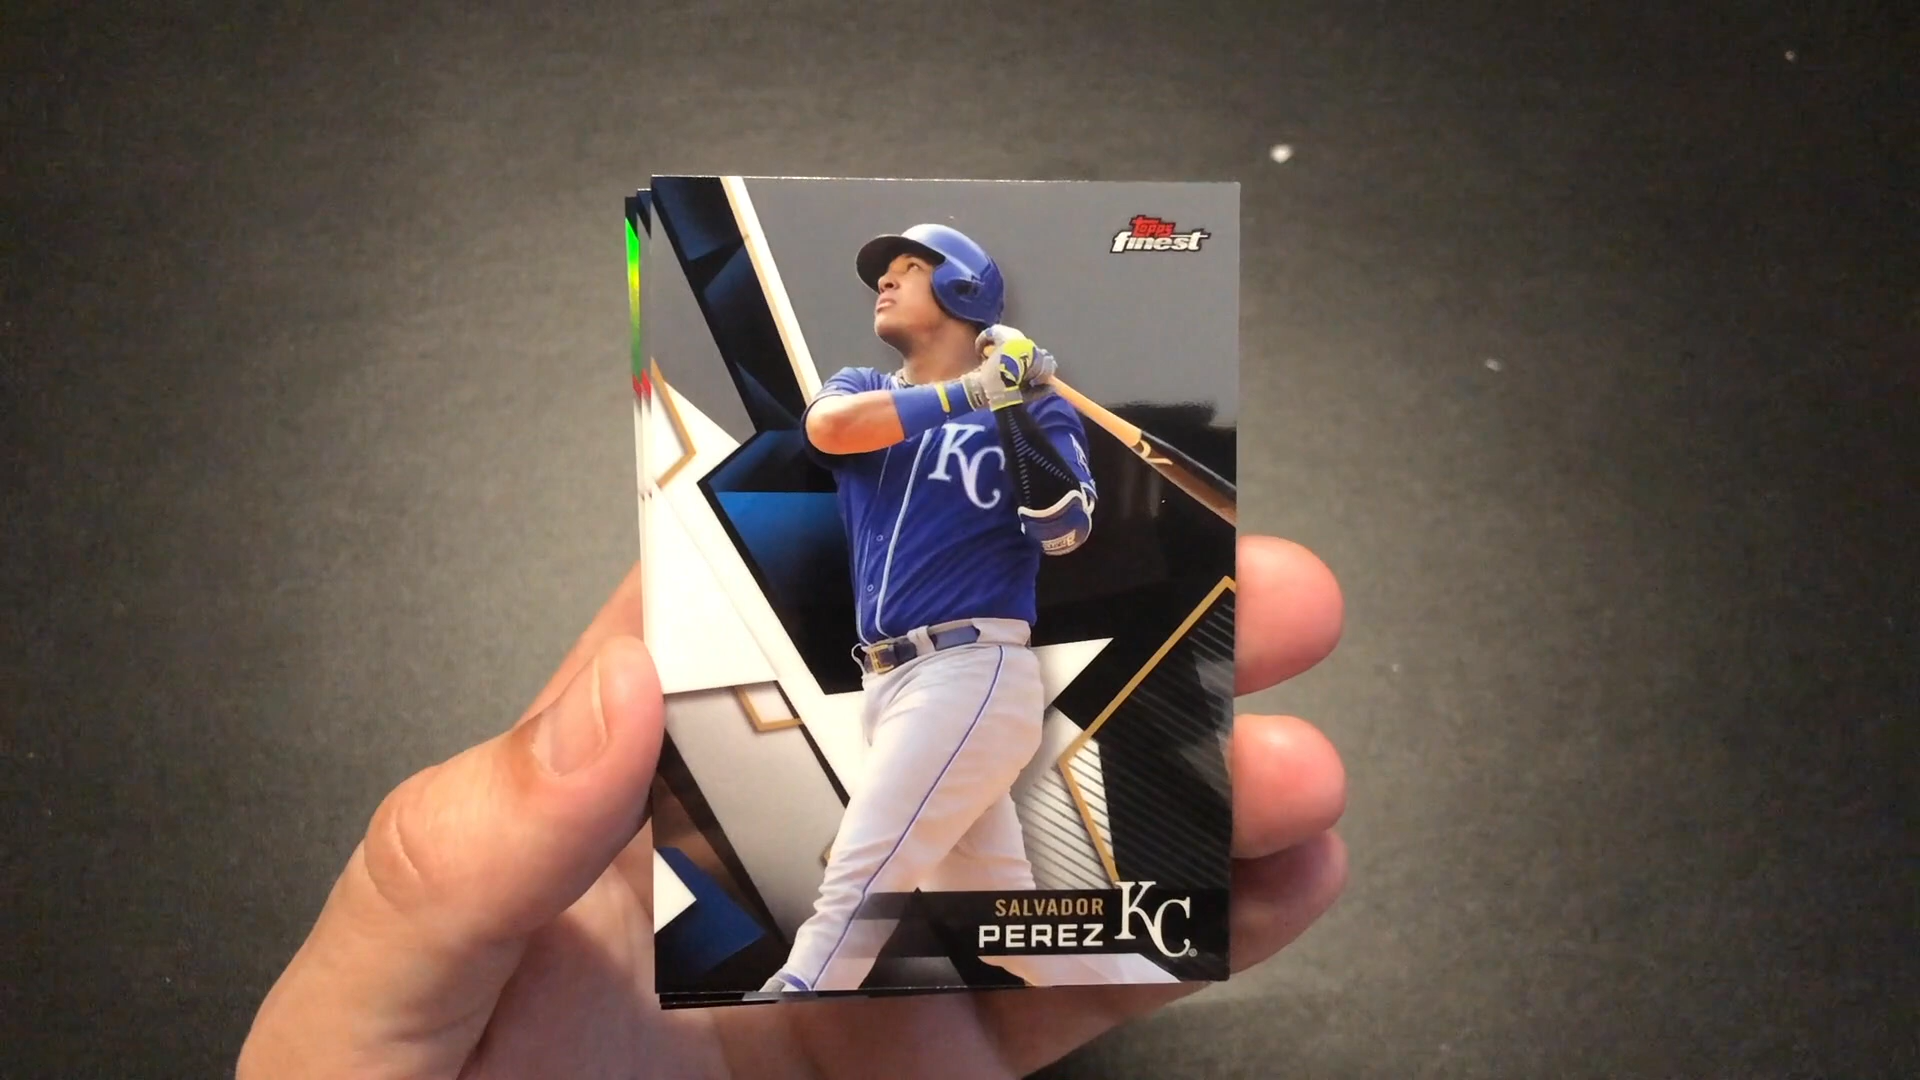 Topps
finest
KC
SALVADOR
PEREZ
KC